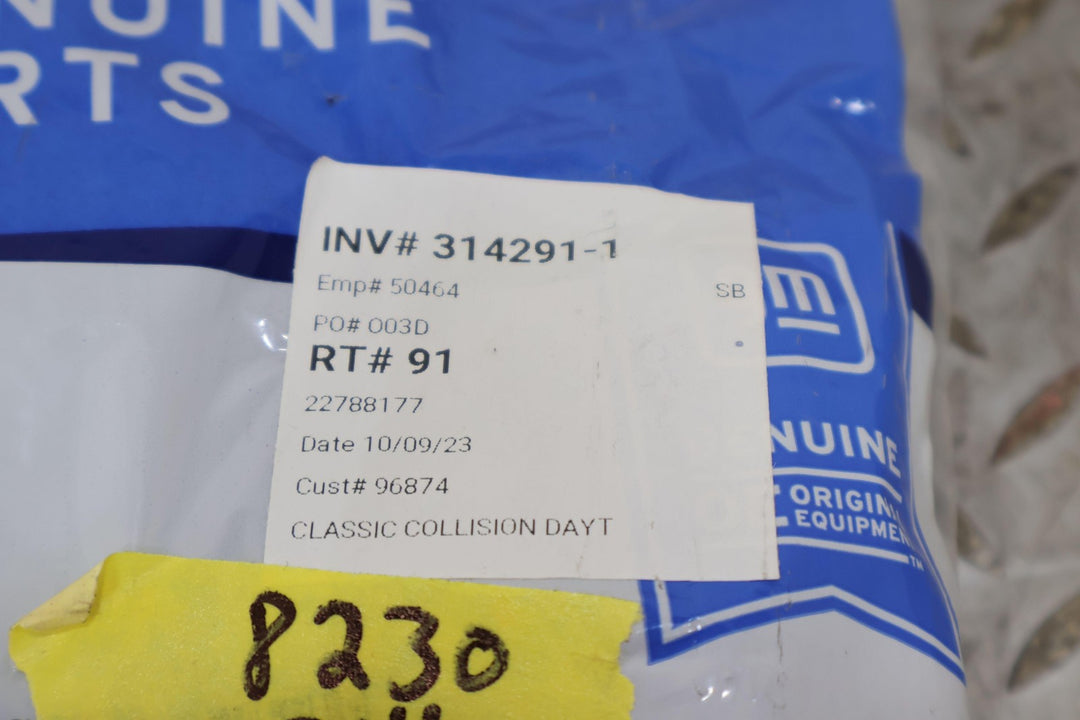 NUINE
RTS
INV# 314291-1
Emp# 50464
SB
PO# 003D
RT# 91
22788177
Date 10/09/23
Cust# 96874
CLASSIC COLLISION DAYT
NUINE
ORIGIN
EQUIPMEN
TM
8230